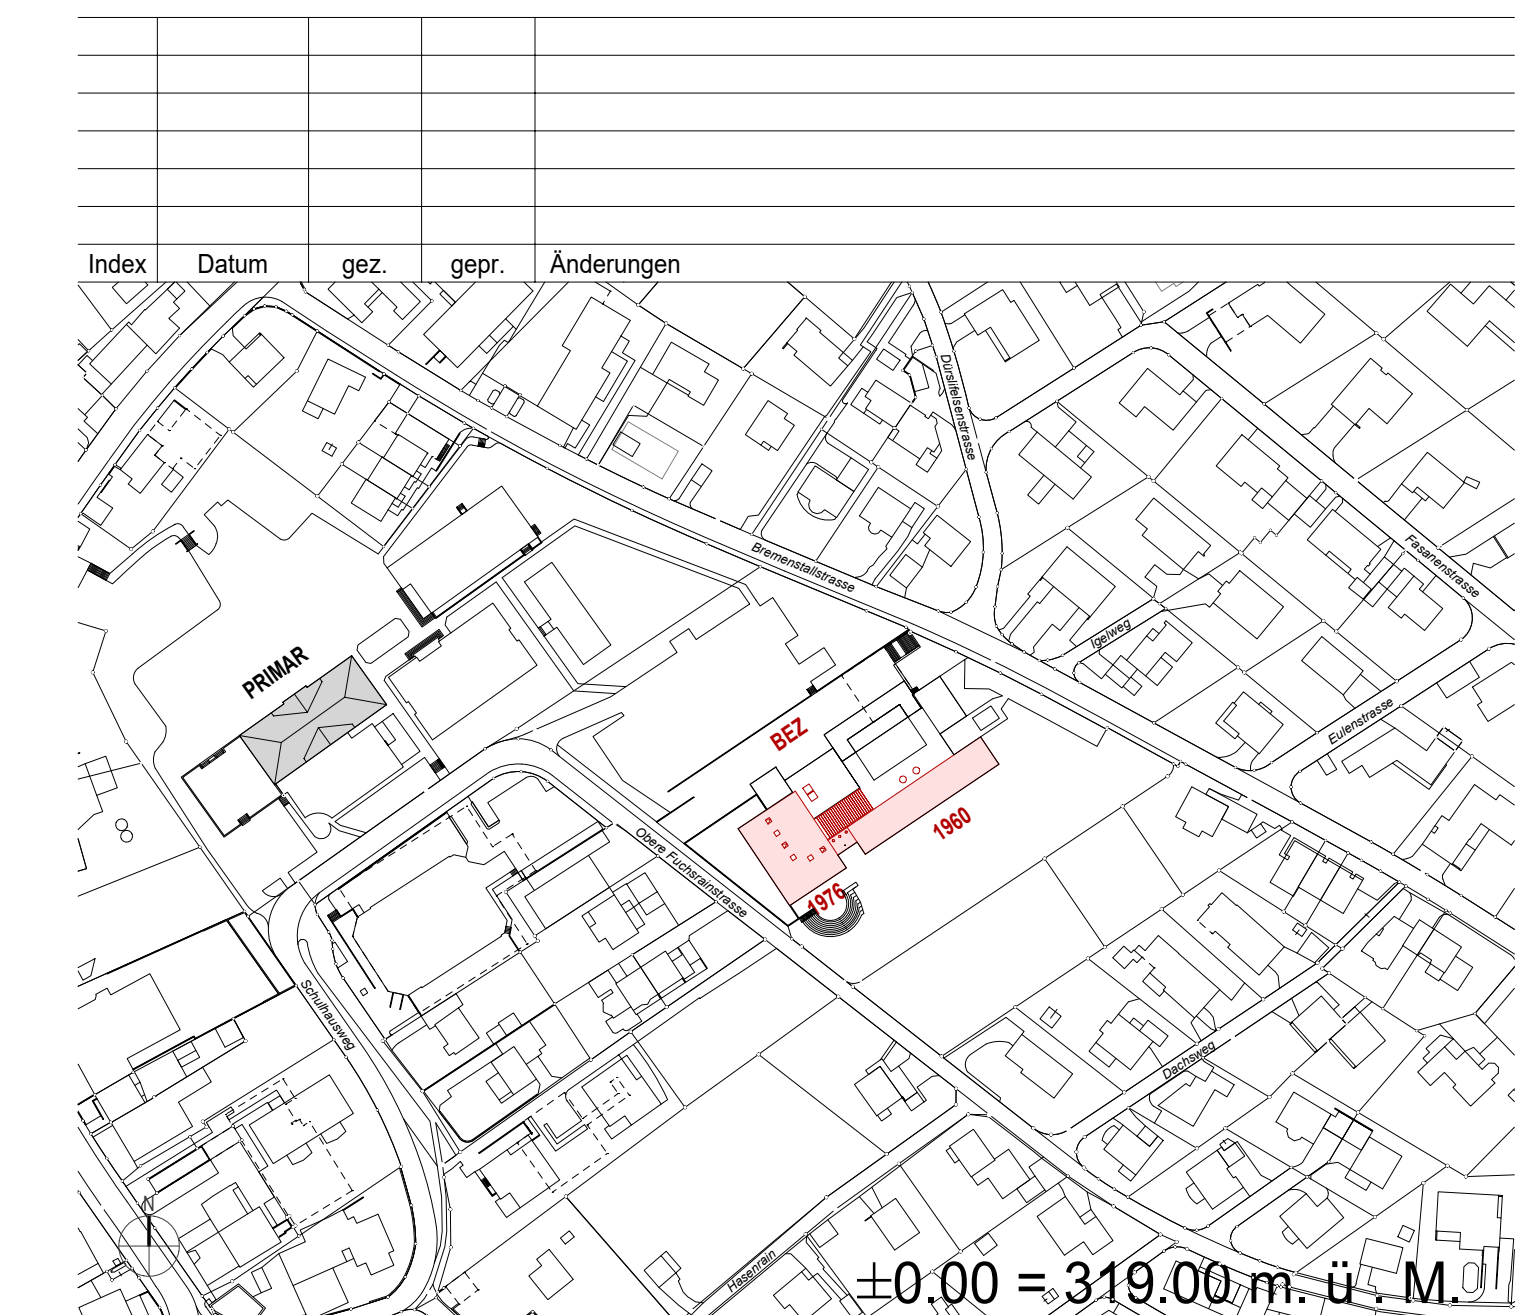 Index Datum gez. gepr. Änderungen
Dürslifelsenstrasse
Bremenstallstrasse
Fasanenstrasse
Igelweg
PRIMAR
BEZ
Eulenstrasse
1960
Obere Fuchsrainstrasse
1976
Schulhausweg
Dachsweg
N
Hasenrain
±0.00 = 319.00 m. ü . M.